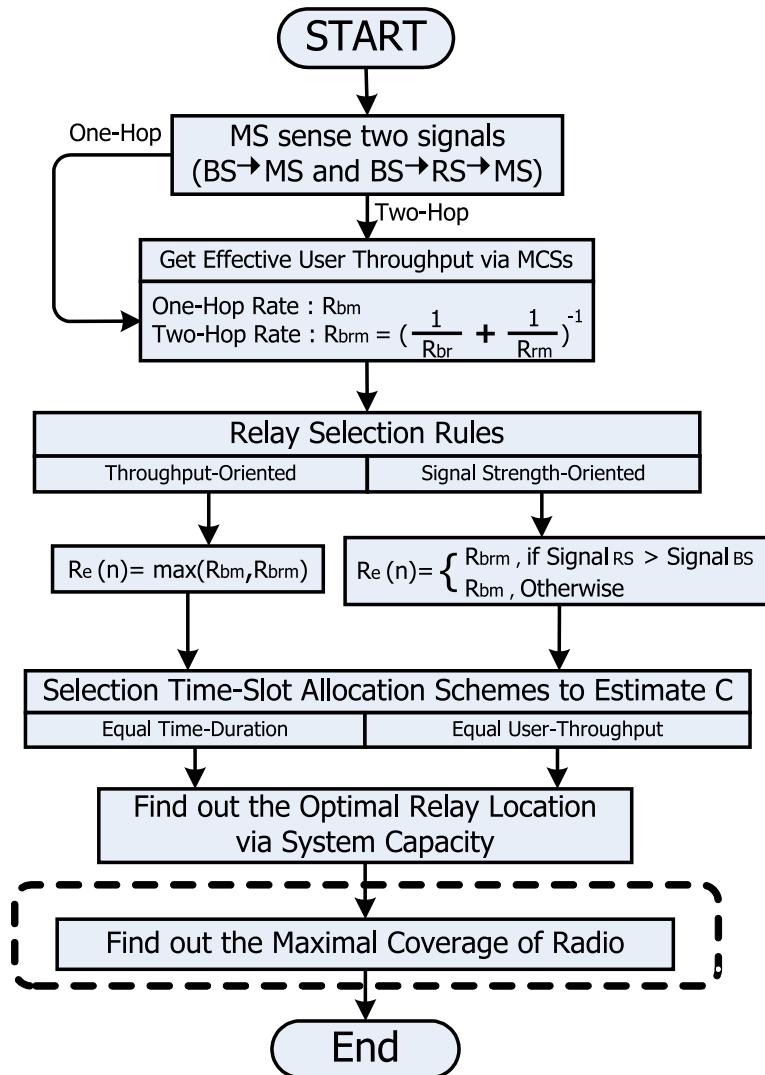 START
One-Hop
MS sense two signals
(BS→MS and BS→RS→MS)
Two-Hop
Get Effective User Throughput via MCSs
One-Hop Rate : Rbm
Two-Hop Rate : Rbrm = ( 1/Rbr + 1/Rrm )-1
Relay Selection Rules
Throughput-Oriented
Signal Strength-Oriented
Re (n)= max(Rbm,Rbrm)
Re (n)= { Rbrm , if Signal RS > Signal BS
Rbm , Otherwise
Selection Time-Slot Allocation Schemes to Estimate C
Equal Time-Duration
Equal User-Throughput
Find out the Optimal Relay Location
via System Capacity
Find out the Maximal Coverage of Radio
End